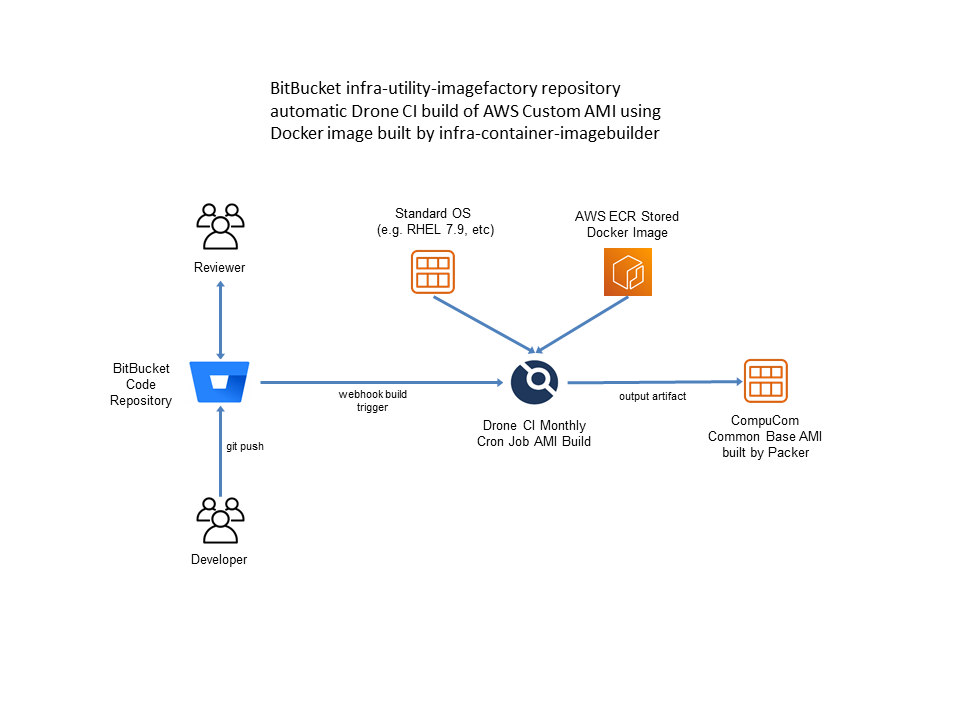 BitBucket infra-utility-imagefactory repository
automatic Drone CI build of AWS Custom AMI using
Docker image built by infra-container-imagebuilder
Standard OS
(e.g. RHEL 7.9, etc)
AWS ECR Stored
Docker Image
Reviewer
BitBucket
Code
Repository
webhook build
trigger
Drone CI Monthly
Cron Job AMI Build
output artifact
CompuCom
Common Base AMI
built by Packer
git push
Developer